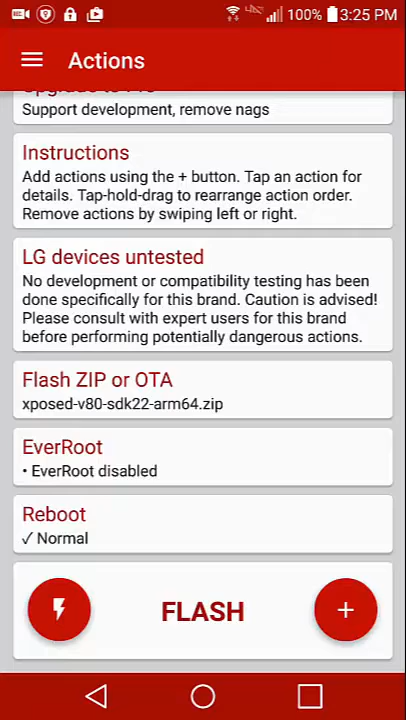 100% 3:25 PM
Actions
Upgrade to Pro
Support development, remove nags
Instructions
Add actions using the + button. Tap an action for
details. Tap-hold-drag to rearrange action order.
Remove actions by swiping left or right.
LG devices untested
No development or compatibility testing has been
done specifically for this brand. Caution is advised!
Please consult with expert users for this brand
before performing potentially dangerous actions.
Flash ZIP or OTA
xposed-v80-sdk22-arm64.zip
EverRoot
• EverRoot disabled
Reboot
✓ Normal
FLASH
+